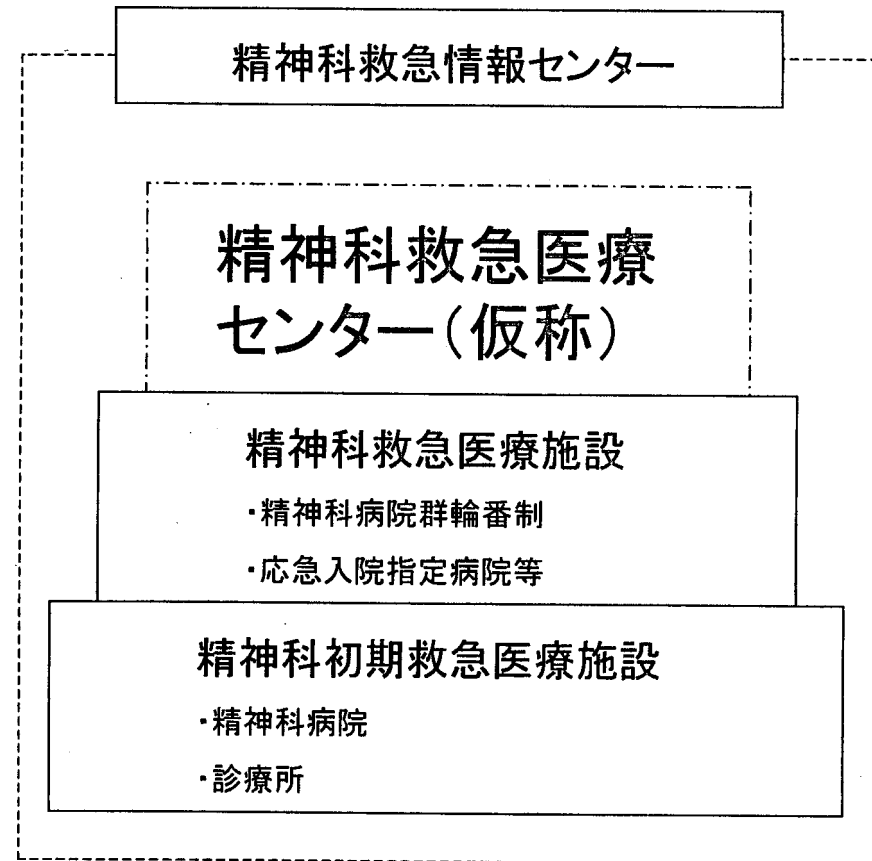 精神科救急情報センター
精神科救急医療
センター(仮称)
精神科救急医療施設
・精神科病院群輪番制
・応急入院指定病院等
精神科初期救急医療施設
・精神科病院
・診療所